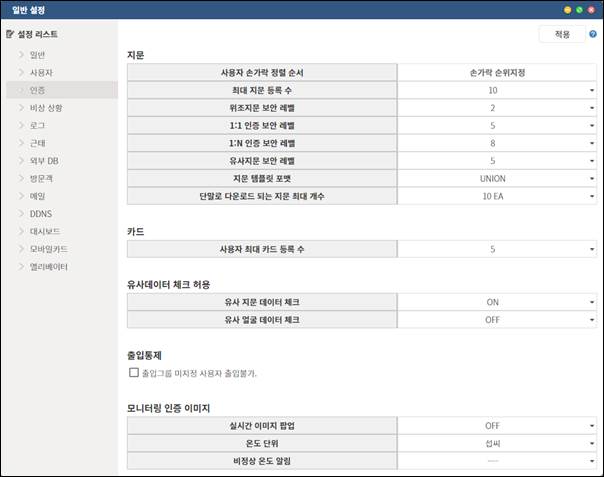 일반 설정
설정 리스트
적용
일반
사용자
인증
비상 상황
로그
근태
외부 DB
방문객
메일
DDNS
대시보드
모바일카드
엘리베이터
지문
사용자 손가락 정렬 순서 손가락 순위지정
최대 지문 등록 수 10
위조지문 보안 레벨 2
1:1 인증 보안 레벨 5
1:N 인증 보안 레벨 8
유사지문 보안 레벨 5
지문 템플릿 포맷 UNION
단말로 다운로드 되는 지문 최대 개수 10 EA
카드
사용자 최대 카드 등록 수 5
유사데이터 체크 허용
유사 지문 데이터 체크 ON
유사 얼굴 데이터 체크 OFF
출입통제
출입그룹 미지정 사용자 출입불가.
모니터링 인증 이미지
실시간 이미지 팝업 OFF
온도 단위 섭씨
비정상 온도 알림 ----